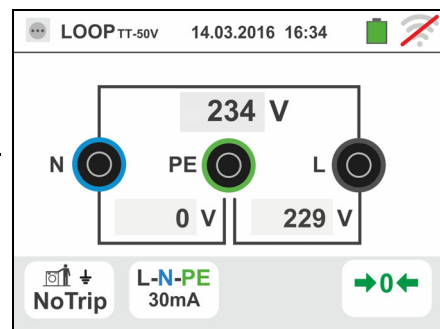 LOOP TT-50V 14.03.2016 16:34
234 V
N PE L
0 V 229 V
NoTrip L-N-PE 30mA →0←